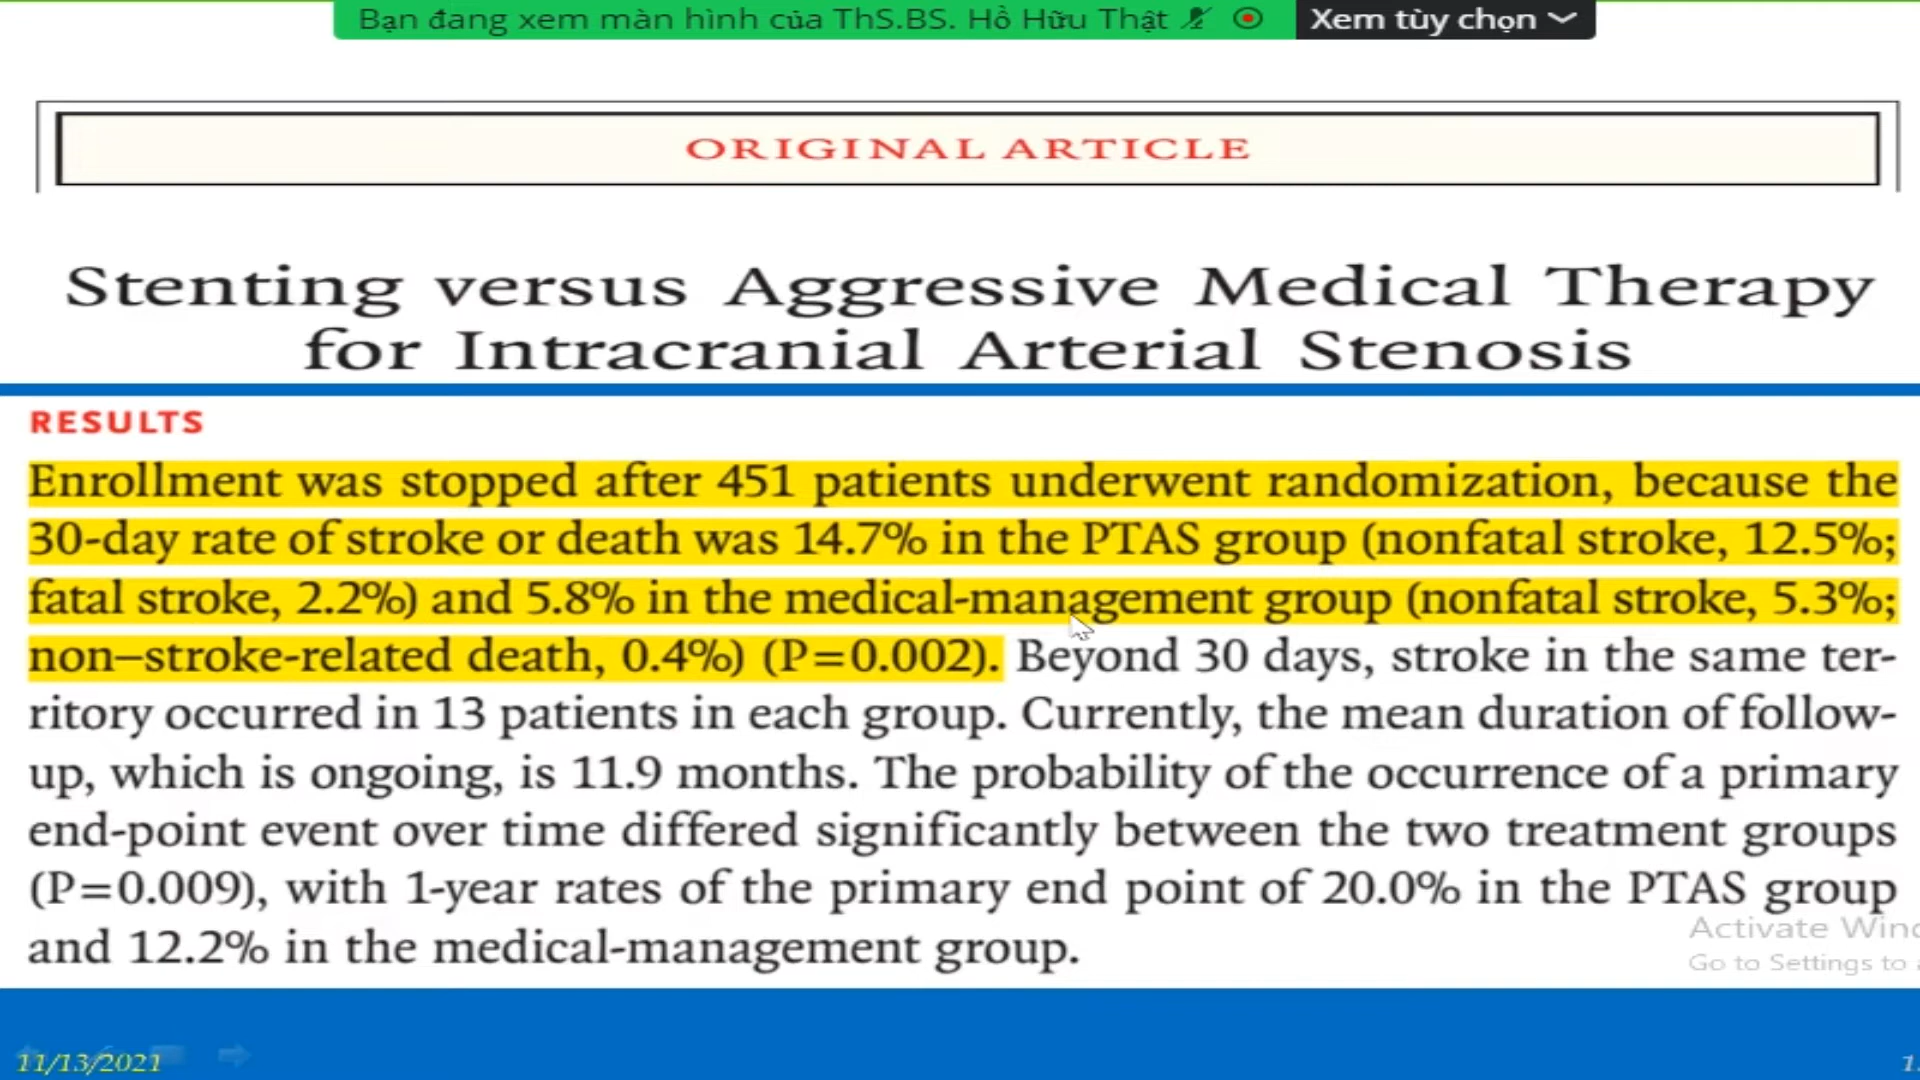 Bạn đang xem màn hình của ThS.BS. Hồ Hữu Thật
Xem tùy chọn
ORIGINAL ARTICLE
Stenting versus Aggressive Medical Therapy
for Intracranial Arterial Stenosis
RESULTS
Enrollment was stopped after 451 patients underwent randomization, because the
30-day rate of stroke or death was 14.7% in the PTAS group (nonfatal stroke, 12.5%;
fatal stroke, 2.2%) and 5.8% in the medical-management group (nonfatal stroke, 5.3%;
non–stroke-related death, 0.4%) (P=0.002). Beyond 30 days, stroke in the same ter-
ritory occurred in 13 patients in each group. Currently, the mean duration of follow-
up, which is ongoing, is 11.9 months. The probability of the occurrence of a primary
end-point event over time differed significantly between the two treatment groups
(P=0.009), with 1-year rates of the primary end point of 20.0% in the PTAS group
and 12.2% in the medical-management group.
Activate
Go to Settings to
11/13/2021